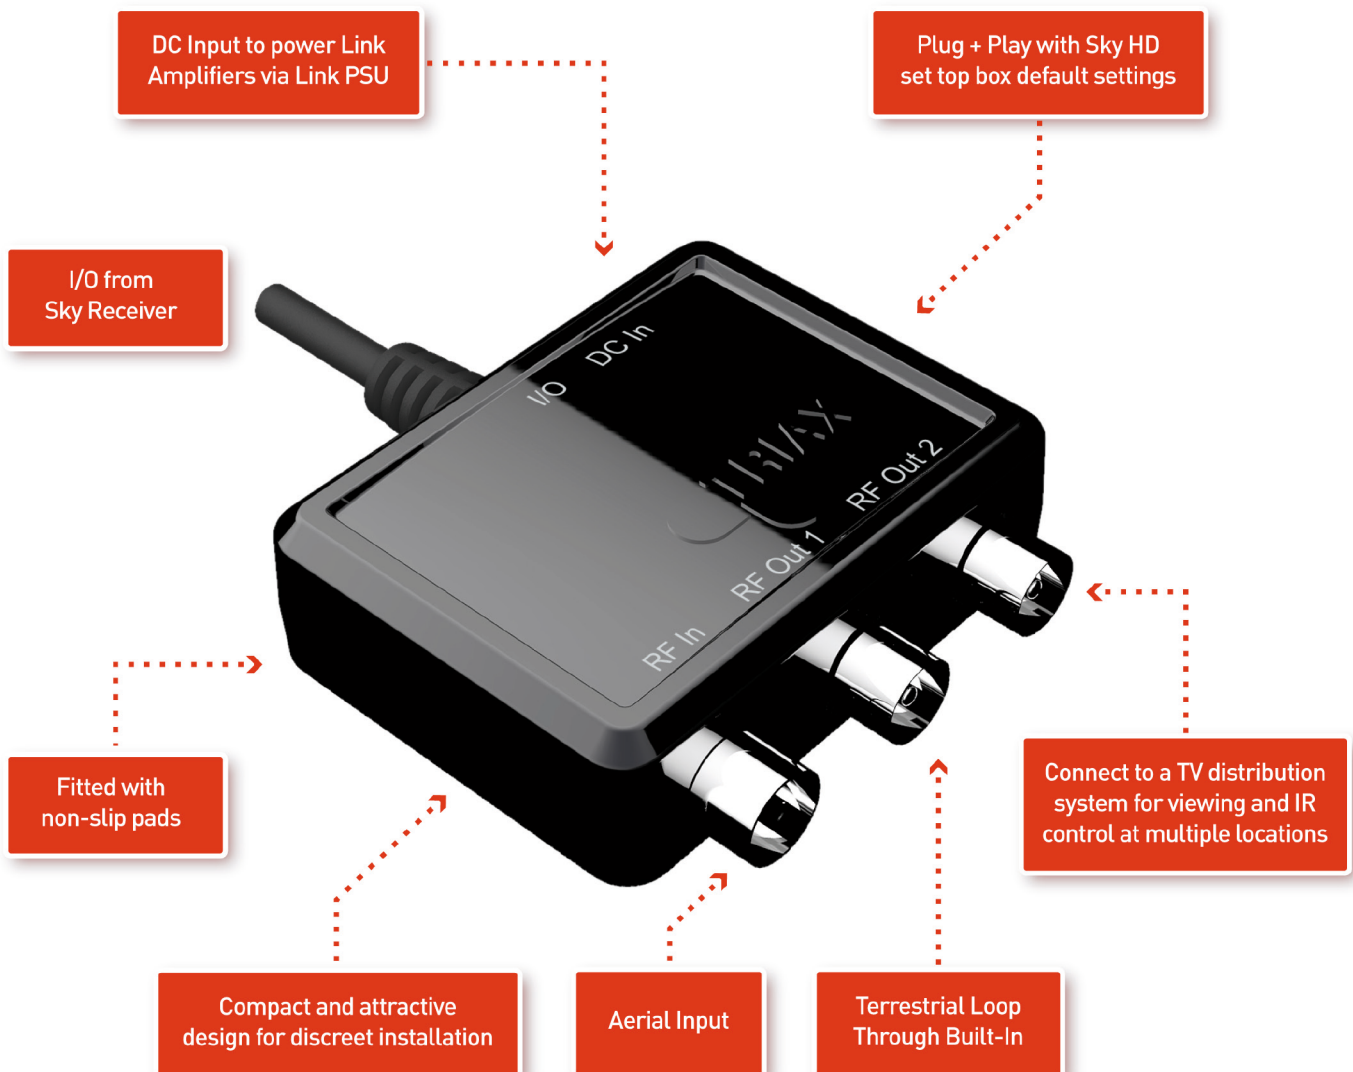 DC Input to power Link
Amplifiers via Link PSU
Plug + Play with Sky HD
set top box default settings
I/O from
Sky Receiver
I/O
DC In
RF In
RF Out 1
RF Out 2
Fitted with
non-slip pads
Connect to a TV distribution
system for viewing and IR
control at multiple locations
Compact and attractive
design for discreet installation
Aerial Input
Terrestrial Loop
Through Built-In